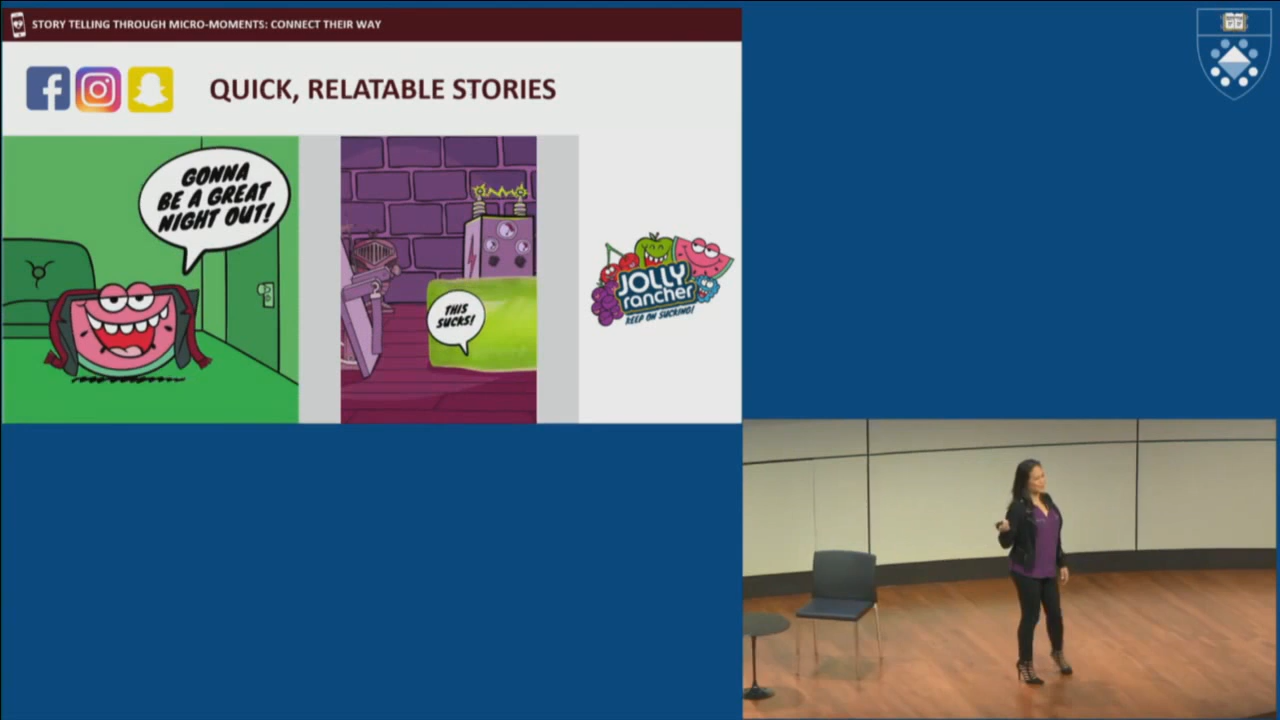 STORY TELLING THROUGH MICRO-MOMENTS: CONNECT THEIR WAY
QUICK, RELATABLE STORIES
GONNA
BE A GREAT
NIGHT OUT!
THIS
SUCKS!
JOLLY
rancher
KEEP ON SUCKING!